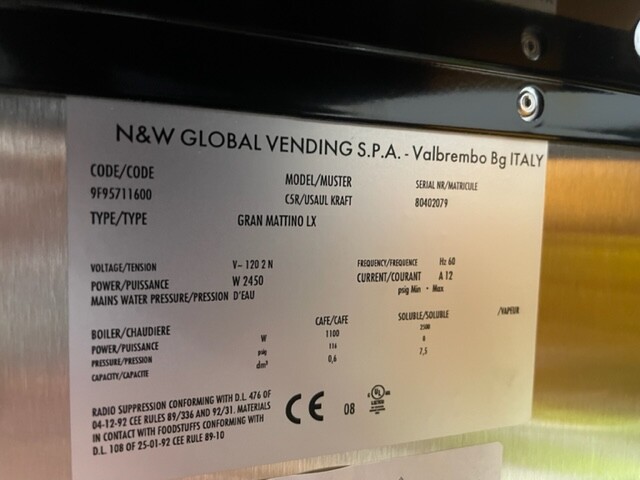 N&W GLOBAL VENDING S.P.A. - Valbrembo Bg ITALY
CODE/CODE MODEL/MUSTER SERIAL NR/MATRICULE
9F95711600 C5R/USAUL KRAFT 80402079
TYPE/TYPE GRAN MATTINO LX
VOLTAGE/TENSION V~ 120 2 N FREQUENCY/FREQUENCE Hz 60
POWER/PUISSANCE W 2450 CURRENT/COURANT A 12
MAINS WATER PRESSURE/PRESSION D'EAU psig Min - Max
BOILER/CHAUDIERE CAFE/CAFE SOLUBLE/SOLUBLE /VAPEUR
POWER/PUISSANCE W 1100 2500
PRESSURE/PRESSION psig 116 0
CAPACITY/CAPACITE dm³ 0,6 7,5
RADIO SUPPRESSION CONFORMING WITH D.L. 476 OF
04-12-92 CEE RULES 89/336 AND 92/31. MATERIALS
IN CONTACT WITH FOODSTUFFS CONFORMING WITH
D.L. 108 OF 25-01-92 CEE RULE 89-10
CE 08 UL